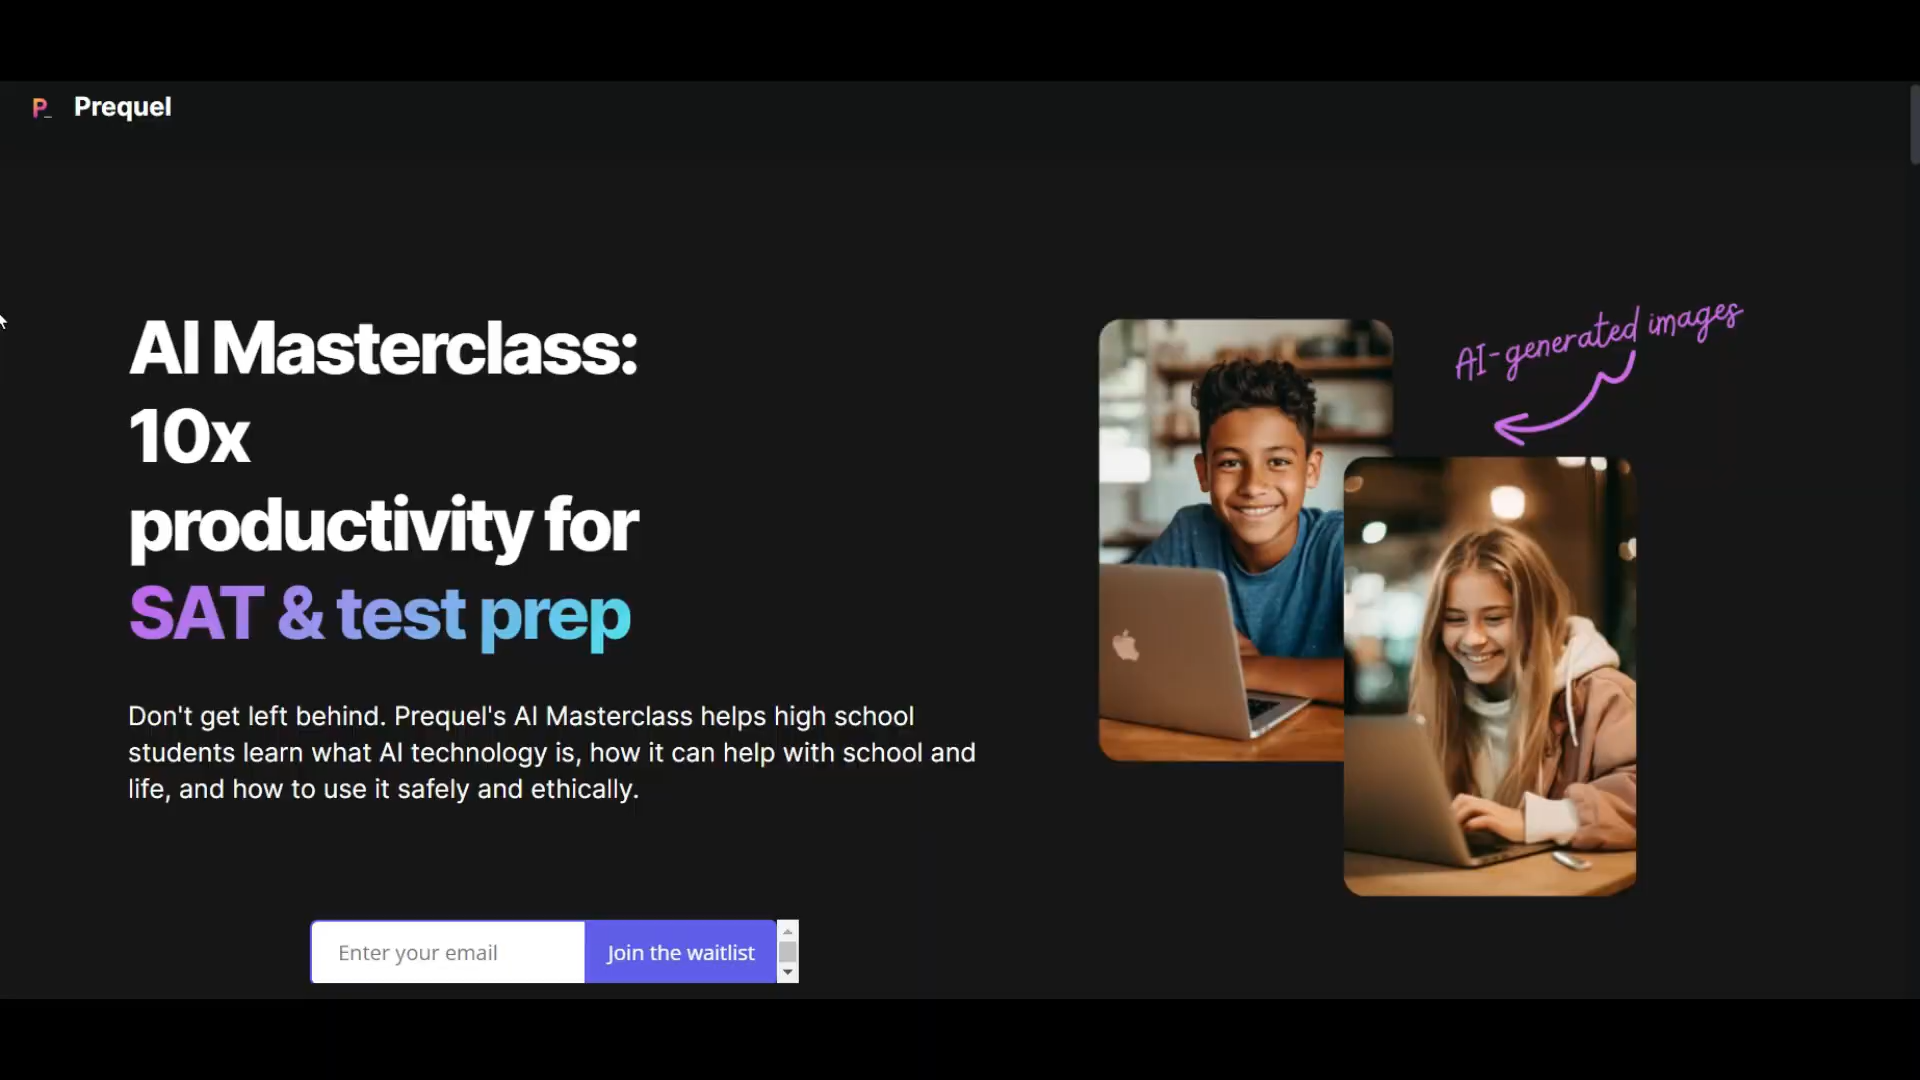 P_ Prequel
AI Masterclass:
10x
productivity for
SAT & test prep
AI-generated images
Don't get left behind. Prequel's AI Masterclass helps high school
students learn what AI technology is, how it can help with school and
life, and how to use it safely and ethically.
Enter your email Join the waitlist